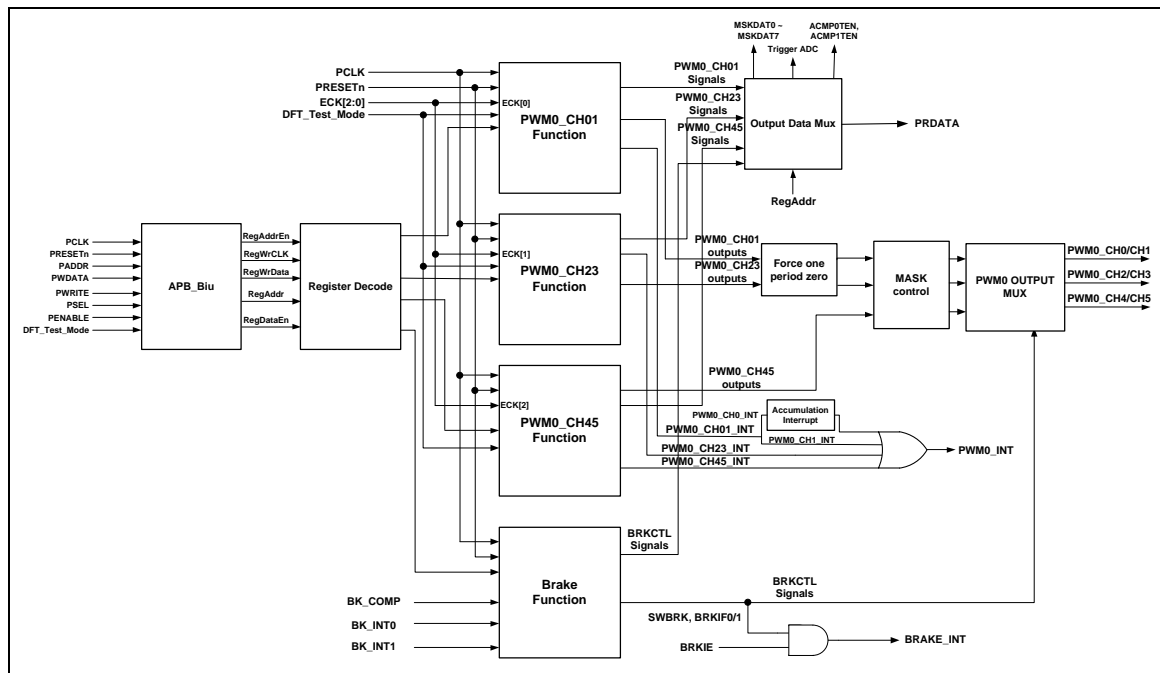 MSKDAT0 ~
MSKDAT7
Trigger ADC
ACMP0TEN,
ACMP1TEN
PCLK
PRESETn
ECK[2:0]
DFT_Test_Mode
ECK[0]
PWM0_CH01
Function
PWM0_CH01
Signals
PWM0_CH23
Signals
PWM0_CH45
Signals
Output Data Mux
PRDATA
RegAddr
PCLK
PRESETn
PADDR
PWDATA
PWRITE
PSEL
PENABLE
DFT_Test_Mode
APB_Biu
RegAddrEn
RegWrCLK
RegWrData
RegAddr
RegDataEn
Register Decode
ECK[1]
PWM0_CH23
Function
PWM0_CH01
outputs
PWM0_CH23
outputs
Force one
period zero
MASK
control
PWM0 OUTPUT
MUX
PWM0_CH0/CH1
PWM0_CH2/CH3
PWM0_CH4/CH5
ECK[2]
PWM0_CH45
Function
PWM0_CH45
outputs
PWM0_CH0_INT
Accumulation
Interrupt
PWM0_CH01_INT
PWM0_CH1_INT
PWM0_CH23_INT
PWM0_CH45_INT
PWM0_INT
BRKCTL
Signals
Brake
Function
BK_COMP
BK_INT0
BK_INT1
BRKCTL
Signals
SWBRK, BRKIF0/1
BRKIE
BRAKE_INT